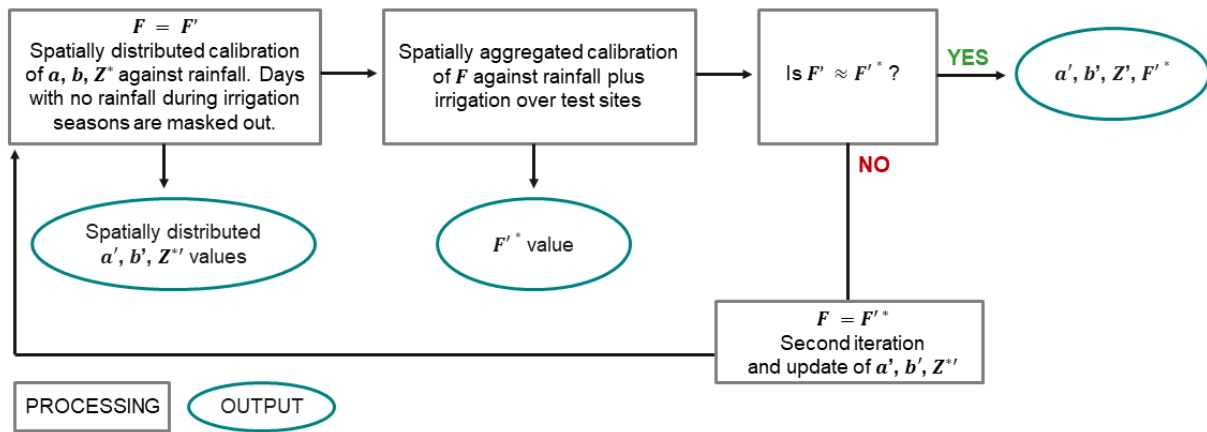 F = F'
Spatially distributed calibration
of a, b, Z* against rainfall. Days
with no rainfall during irrigation
seasons are masked out.
Spatially aggregated calibration
of F against rainfall plus
irrigation over test sites
Is F' ≈ F'* ?
YES
a', b', Z', F'*
NO
Spatially distributed
a', b', Z*' values
F'* value
F = F'*
Second iteration
and update of a', b', Z*'
PROCESSING
OUTPUT